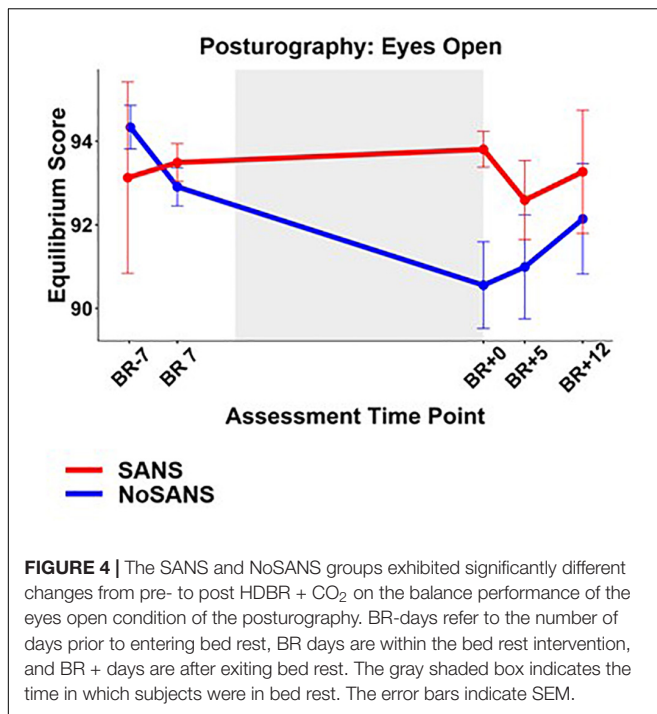 Posturography: Eyes Open
Equilibrium Score
94
92
90
BR-7
BR 7
BR+0
BR+5
BR+12
Assessment Time Point
SANS
NoSANS
FIGURE 4 | The SANS and NoSANS groups exhibited significantly different
changes from pre- to post HDBR + CO₂ on the balance performance of the
eyes open condition of the posturography. BR-days refer to the number of
days prior to entering bed rest, BR days are within the bed rest intervention,
and BR + days are after exiting bed rest. The gray shaded box indicates the
time in which subjects were in bed rest. The error bars indicate SEM.